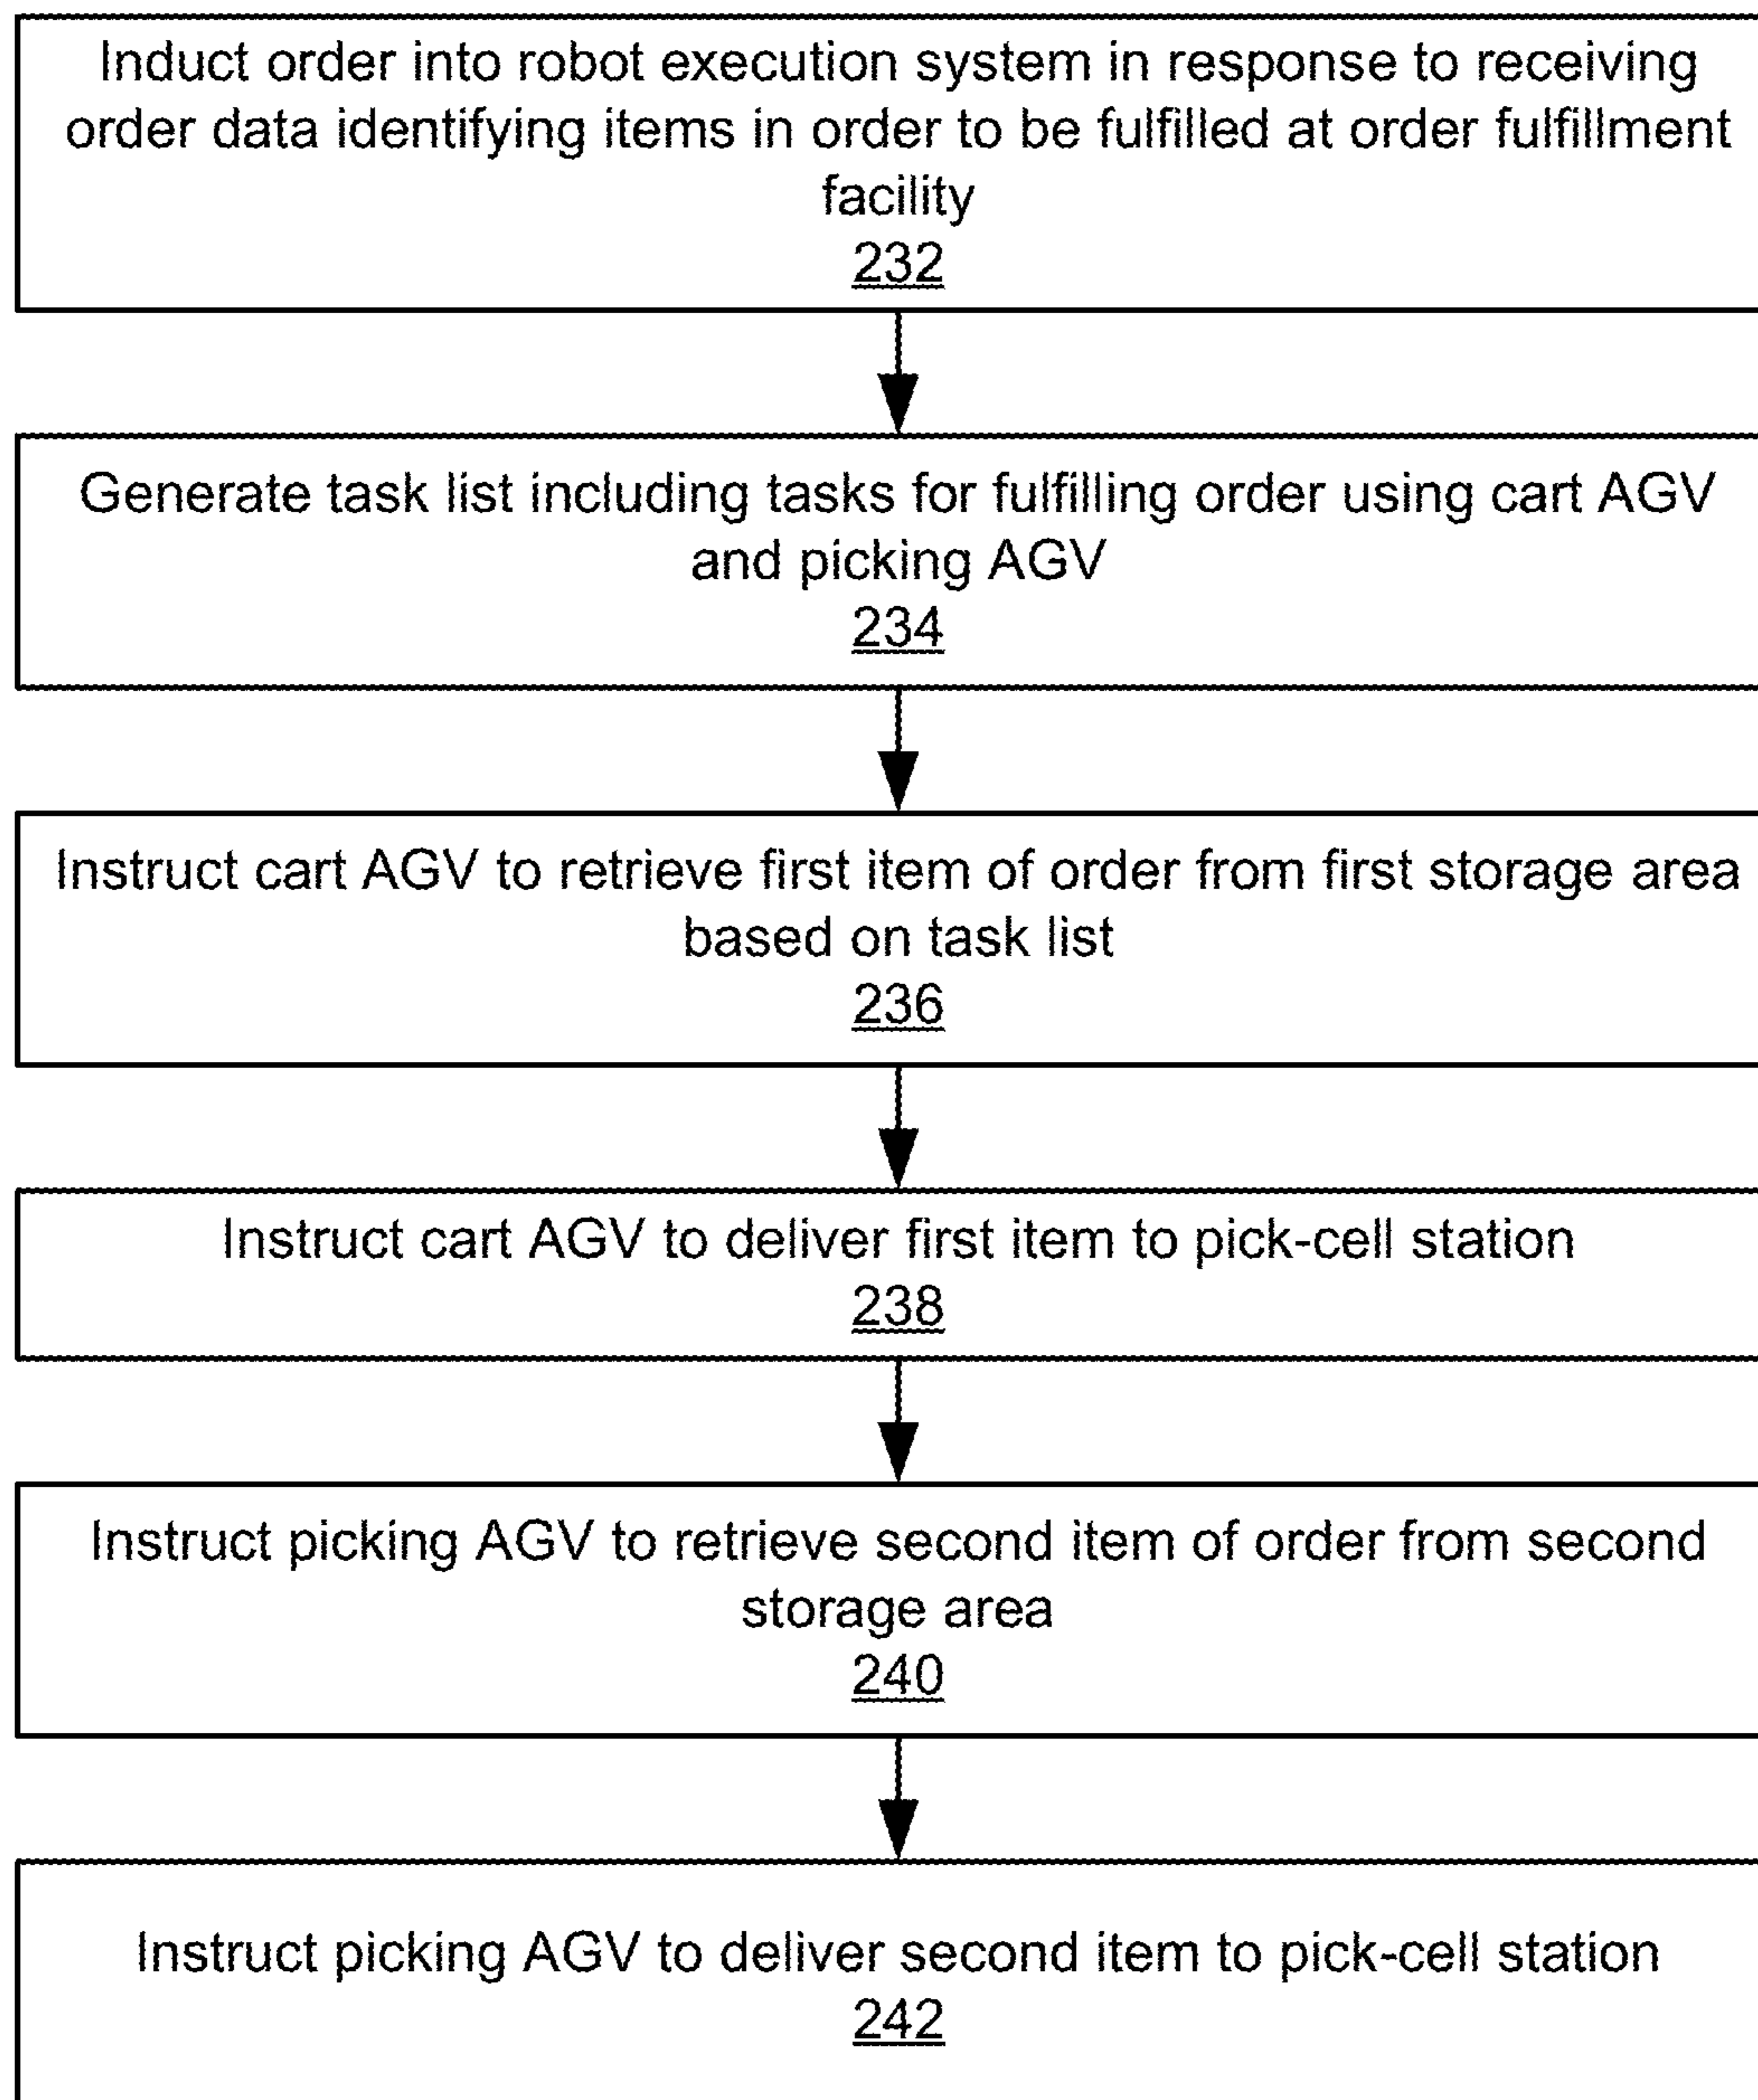 Induct order into robot execution system in response to receiving
order data identifying items in order to be fulfilled at order fulfillment
facility
232
Generate task list including tasks for fulfilling order using cart AGV
and picking AGV
234
Instruct cart AGV to retrieve first item of order from first storage area
based on task list
236
Instruct cart AGV to deliver first item to pick-cell station
238
Instruct picking AGV to retrieve second item of order from second
storage area
240
Instruct picking AGV to deliver second item to pick-cell station
242